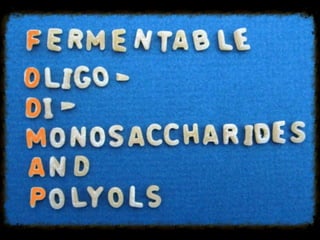 FERMENTABLE
OLIGO-
DI-
MONOSACCHARIDES
AND
POLYOLS